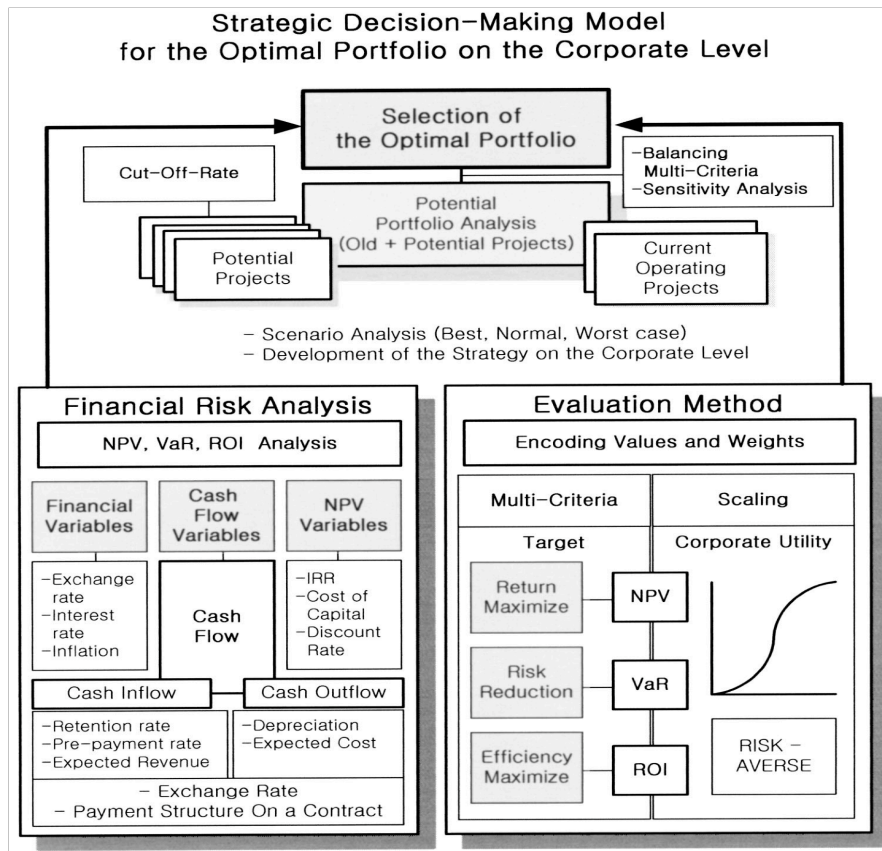 Strategic Decision-Making Model
for the Optimal Portfolio on the Corporate Level
Selection of
the Optimal Portfolio
Cut-Off-Rate
-Balancing
Multi-Criteria
-Sensitivity Analysis
Potential
Portfolio Analysis
(Old + Potential Projects)
Potential
Projects
Current
Operating
Projects
- Scenario Analysis (Best, Normal, Worst case)
- Development of the Strategy on the Corporate Level
Financial Risk Analysis
NPV, VaR, ROI Analysis
Financial
Variables
Cash
Flow
Variables
NPV
Variables
-Exchange
rate
-Interest
rate
-Inflation
Cash
Flow
-IRR
-Cost of
Capital
-Discount
Rate
Cash Inflow
Cash Outflow
-Retention rate
-Pre-payment rate
-Expected Revenue
-Depreciation
-Expected Cost
- Exchange Rate
- Payment Structure On a Contract
Evaluation Method
Encoding Values and Weights
Multi-Criteria
Scaling
Target
Corporate Utility
Return
Maximize
NPV
Risk
Reduction
VaR
Efficiency
Maximize
ROI
RISK -
AVERSE